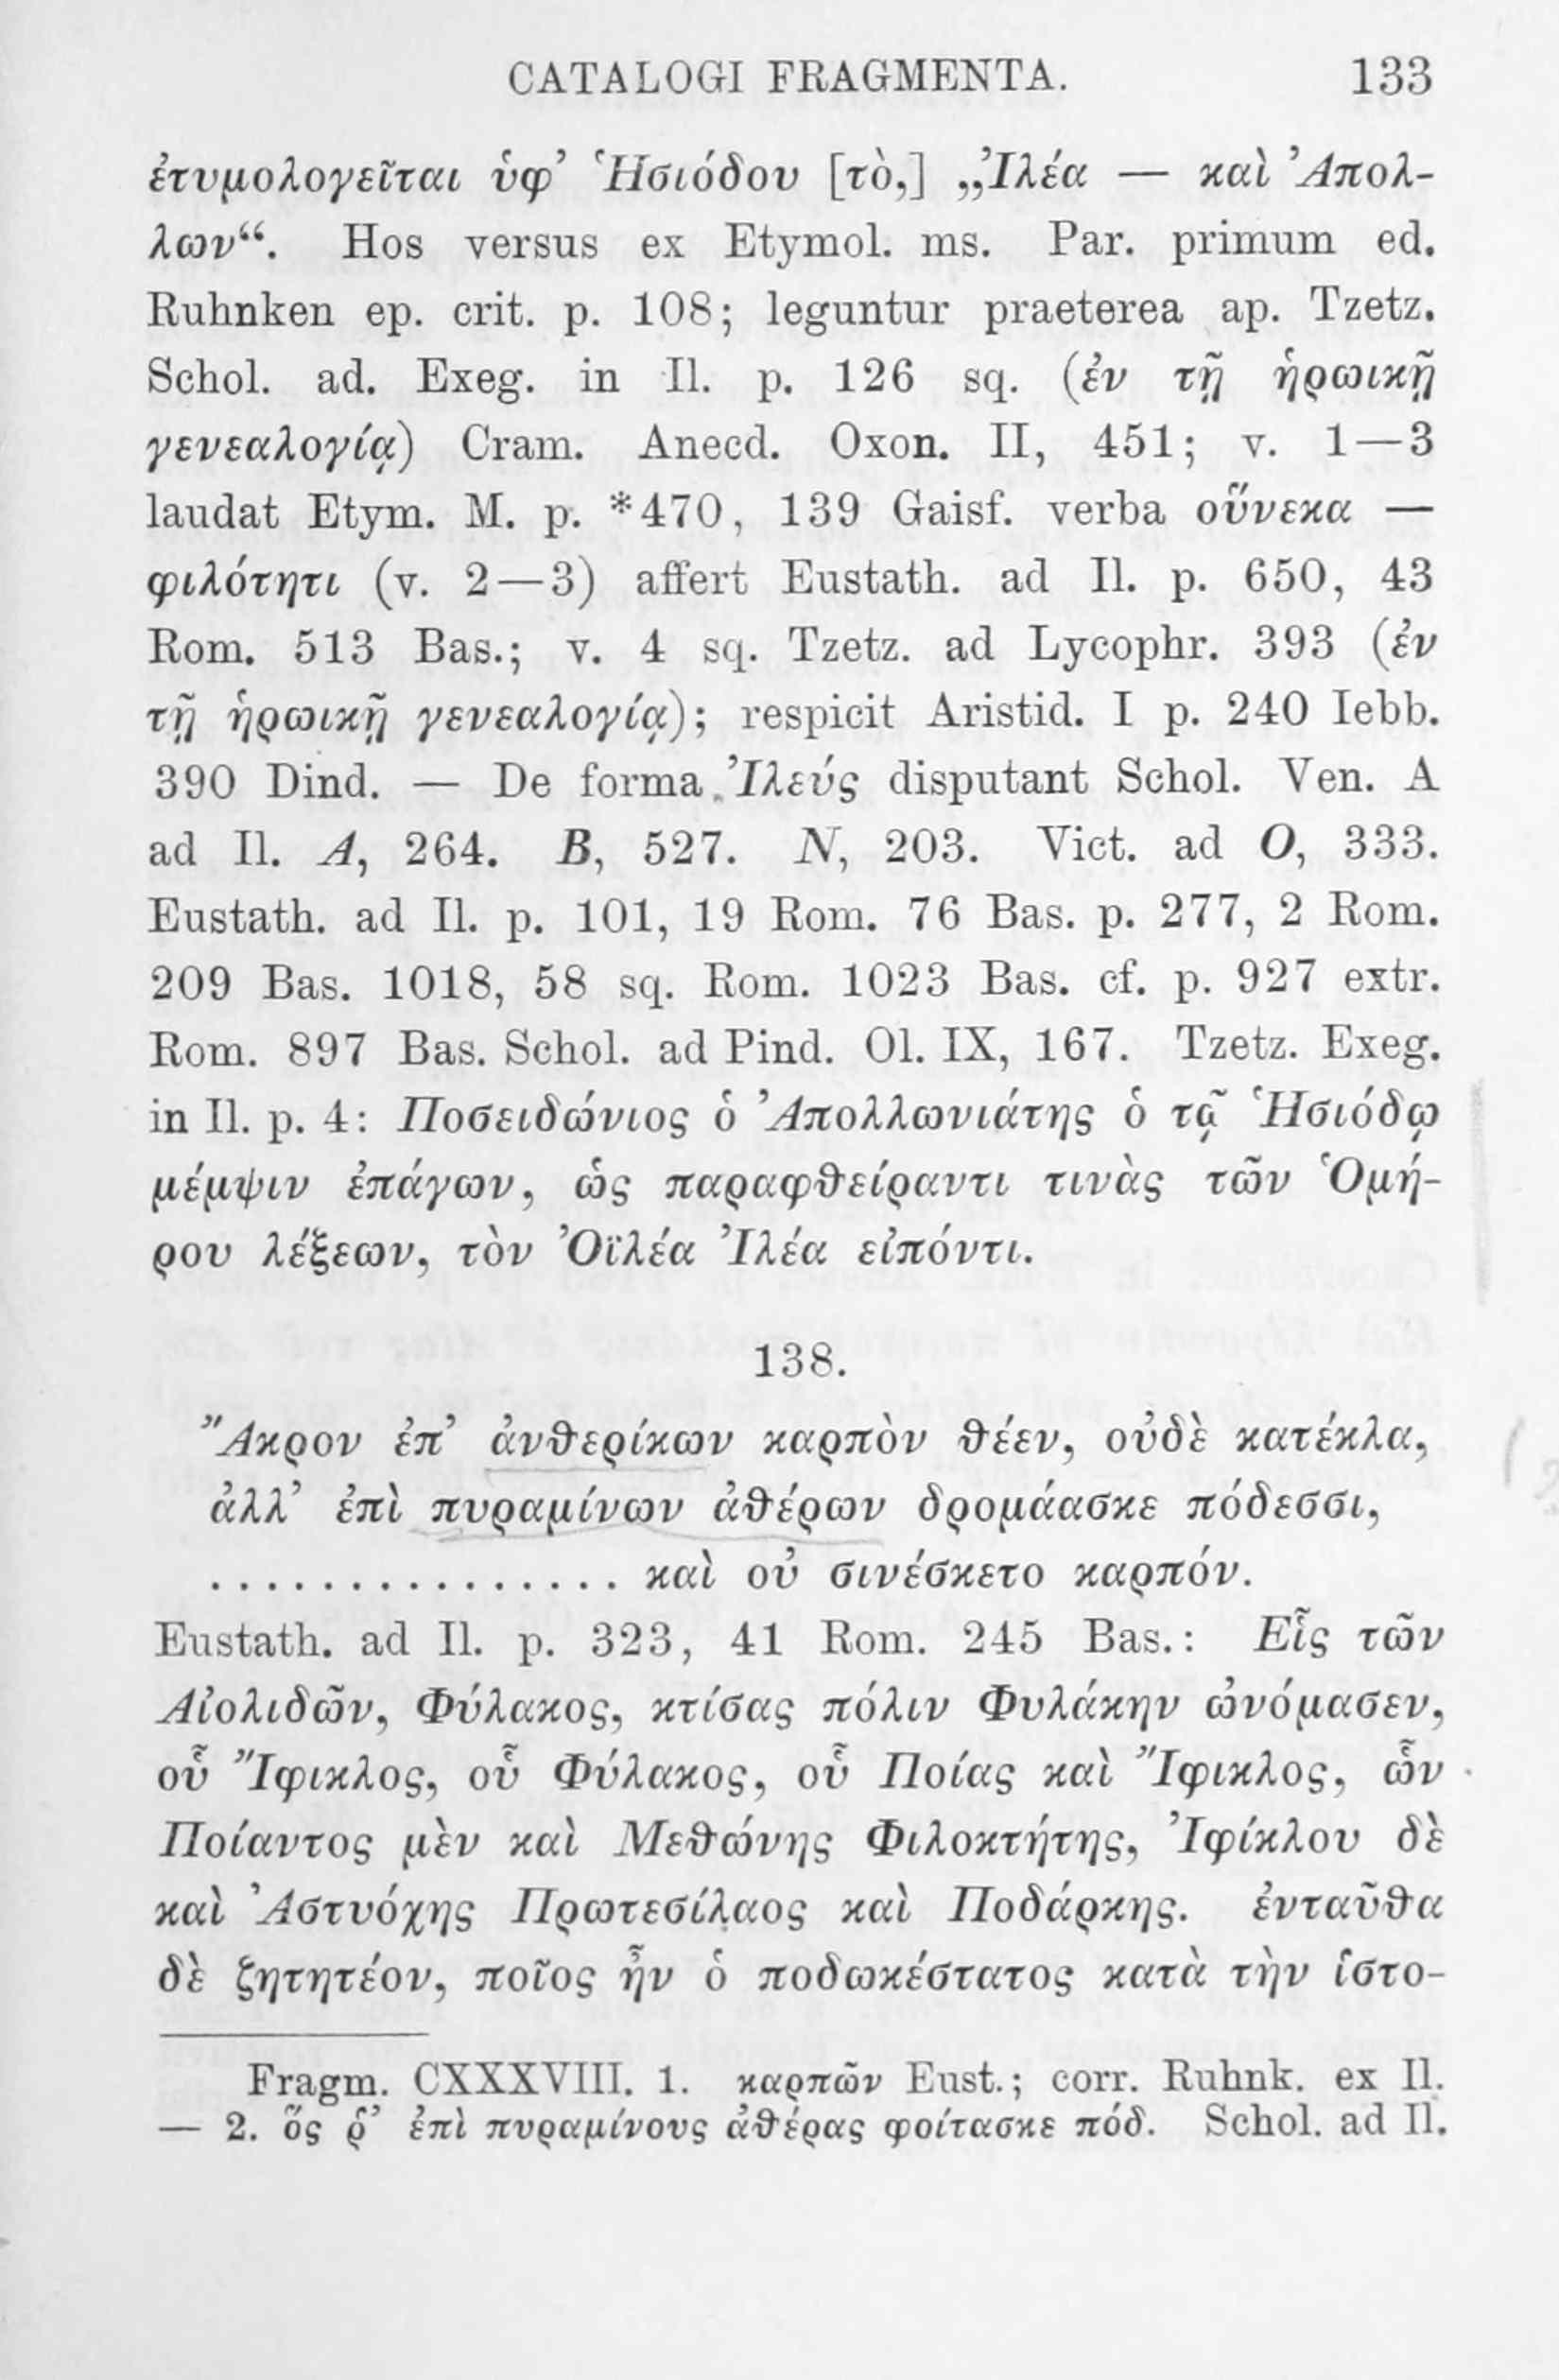 CATALOGI FRAGMENTA. 133
ἐτυμολογεῖται ὑφ’ Ἡσιόδου [τὸ,] „Ἰλέα — καὶ Ἀπολ-
λων“. Hos versus ex Etymol. ms. Par. primum ed.
Ruhnken ep. crit. p. 108; leguntur praeterea ap. Tzetz.
Schol. ad. Exeg. in Il. p. 126 sq. (ἐν τῇ ἡρωικῇ
γενεαλογίᾳ) Cram. Anecd. Oxon. II, 451; v. 1—3
laudat Etym. M. p. *470, 139 Gaisf. verba οὕνεκα —
φιλότητι (v. 2—3) affert Eustath. ad Il. p. 650, 43
Rom. 513 Bas.; v. 4 sq. Tzetz. ad Lycophr. 393 (ἐν
τῇ ἡρωικῇ γενεαλογίᾳ); respicit Aristid. I p. 240 Iebb.
390 Dind. — De forma Ἰλεύς disputant Schol. Ven. A
ad Il. Α, 264. Β, 527. Ν, 203. Vict. ad Ο, 333.
Eustath. ad Il. p. 101, 19 Rom. 76 Bas. p. 277, 2 Rom.
209 Bas. 1018, 58 sq. Rom. 1023 Bas. cf. p. 927 extr.
Rom. 897 Bas. Schol. ad Pind. Ol. IX, 167. Tzetz. Exeg.
in Il. p. 4: Ποσειδώνιος ὁ Ἀπολλωνιάτης ὁ τᾷ Ἡσιόδῳ
μέμψιν ἐπάγων, ὡς παραφθείραντι τινὰς τῶν Ὁμή-
ρου λέξεων, τὸν Ὀϊλέα Ἰλέα εἰπόντι.
138.
Ἄκρον ἐπ’ ἀνθερίκων καρπὸν θέεν, οὐδὲ κατέκλα,
ἀλλ’ ἐπὶ πυραμίνων ἀθέρων δρομάασκε πόδεσσι,
............... καὶ οὐ σινέσκετο καρπόν.
Eustath. ad Il. p. 323, 41 Rom. 245 Bas.: Εἷς τῶν
Αἰολιδῶν, Φύλακος, κτίσας πόλιν Φυλάκην ὠνόμασεν,
οὗ Ἴφικλος, οὗ Φύλακος, οὗ Ποίας καὶ Ἴφικλος, ὧν
Ποίαντος μὲν καὶ Μεθώνης Φιλοκτήτης, Ἰφίκλου δὲ
καὶ Ἀστυόχης Πρωτεσίλαος καὶ Ποδάρκης. ἐνταῦθα
δὲ ζητητέον, ποῖος ἦν ὁ ποδωκέστατος κατὰ τὴν ἱστο-
Fragm. CXXXVIII. 1. καρπῶν Eust.; corr. Ruhnk. ex Il.
— 2. ὅς ῥ’ ἐπὶ πυραμίνους ἀθέρας φοίτασκε πόδ. Schol. ad Il.